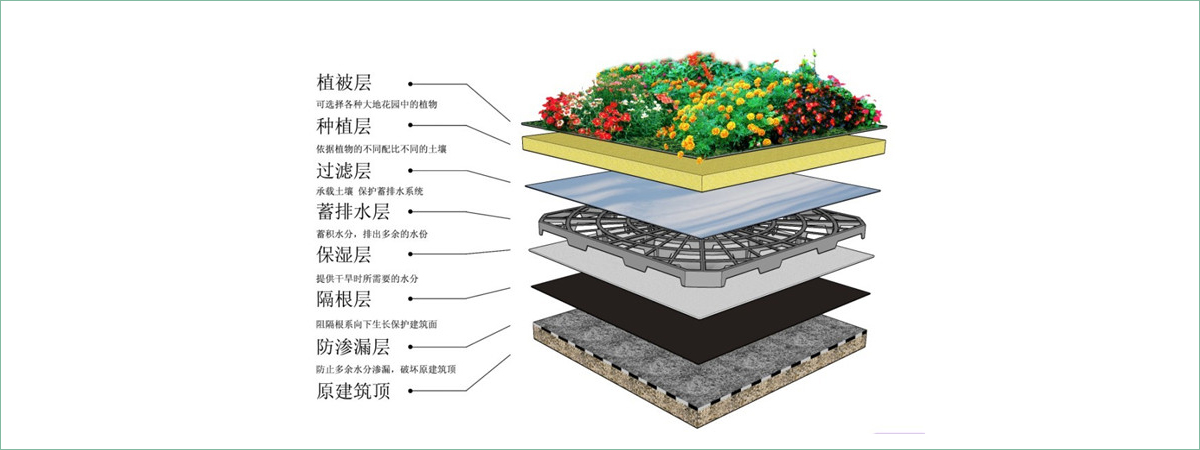 植被层
可选择各种大地花园中的植物
种植层
依据植物的不同配比不同的土壤
过滤层
承载土壤 保护蓄排水系统
蓄排水层
蓄积水分，排出多余的水份
保湿层
提供干旱时所需要的水分
隔根层
阻隔根系向下生长保护建筑面
防渗漏层
防止多余水分渗漏，破坏原建筑顶
原建筑顶